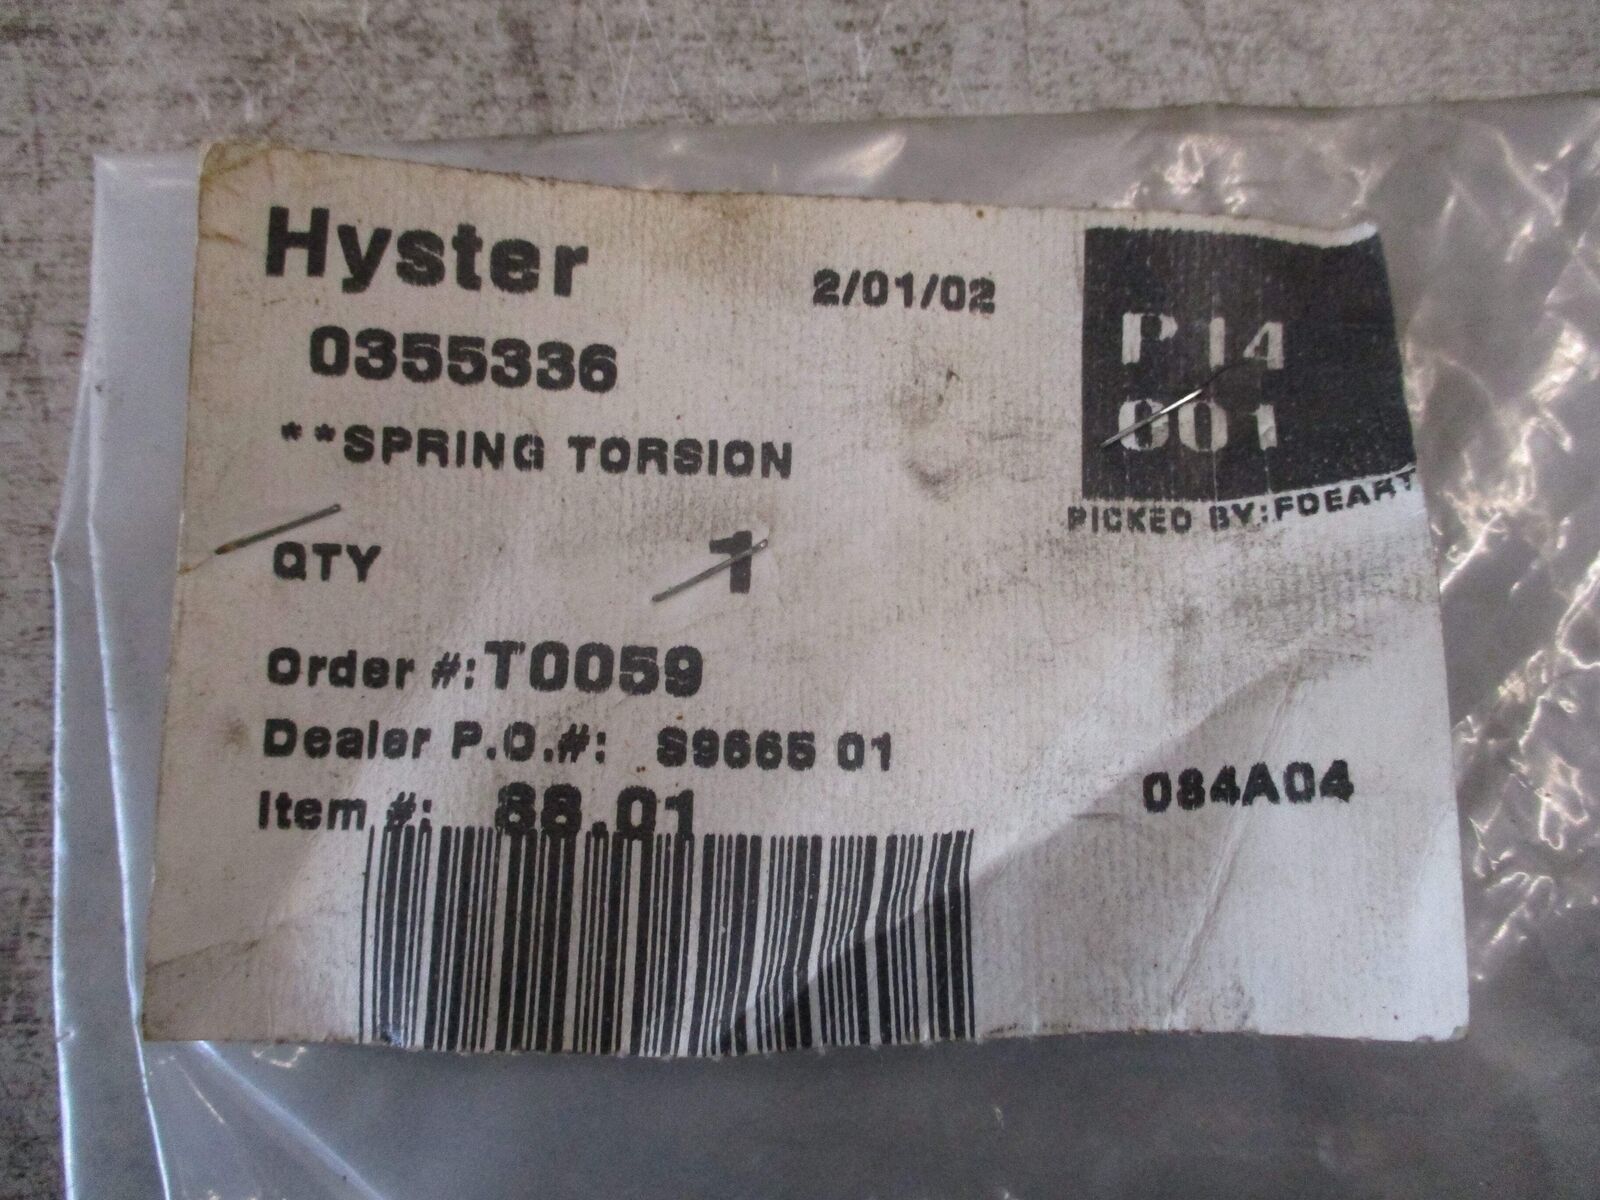 Hyster
2/01/02
P14
001
0355336
**SPRING TORSION
PICKED BY:FDEART
QTY 1
Order #:T0059
Dealer P.O.#: S9665 01
Item #: 88.01
084A04